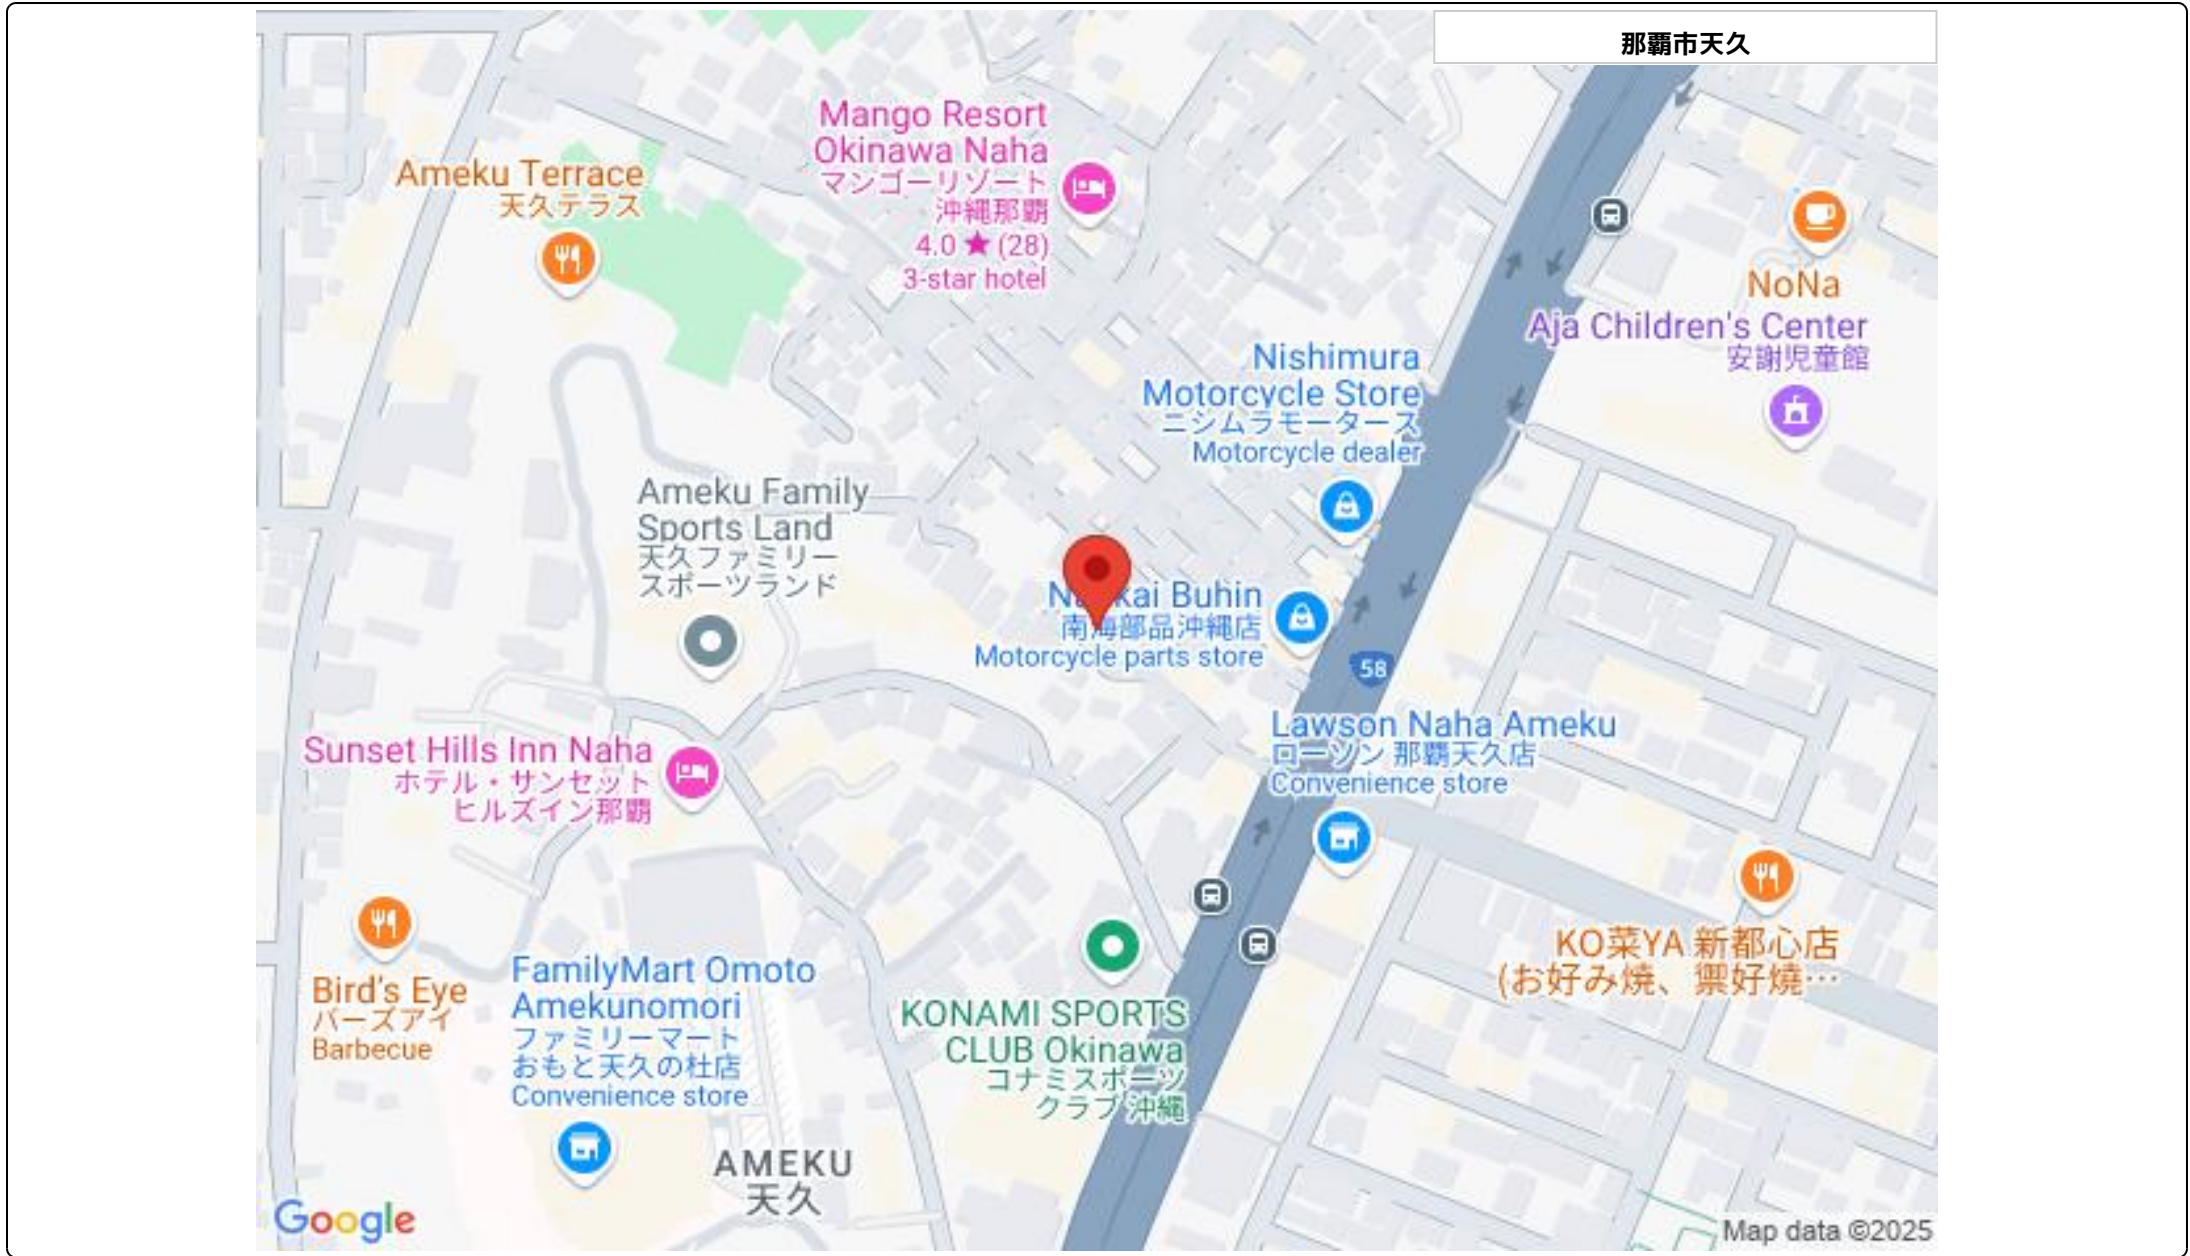 那覇市天久
Mango Resort
Okinawa Naha
マンゴーリゾート
沖縄那覇
4.0 ★ (28)
3-star hotel
Ameku Terrace
天久テラス
NoNa
Aja Children's Center
安謝児童館
Nishimura
Motorcycle Store
ニシムラモータース
Motorcycle dealer
Ameku Family
Sports Land
天久ファミリー
スポーツランド
Buhin
部品沖縄店
Motorcycle parts store
58
Lawson Naha Ameku
ローソン 那覇天久店
Convenience store
Sunset Hills Inn Naha
ホテル・サンセット
ヒルズイン那覇
Bird's Eye
バーズアイ
Barbecue
FamilyMart Omoto
Amekunomori
ファミリーマート
おもと天久の杜店
Convenience store
KONAMI SPORTS
CLUB Okinawa
コナミスポーツ
クラブ 沖縄
KO菜YA 新都心店
(お好み焼、禦好燒…
AMEKU
天久
Google
Map data ©2025